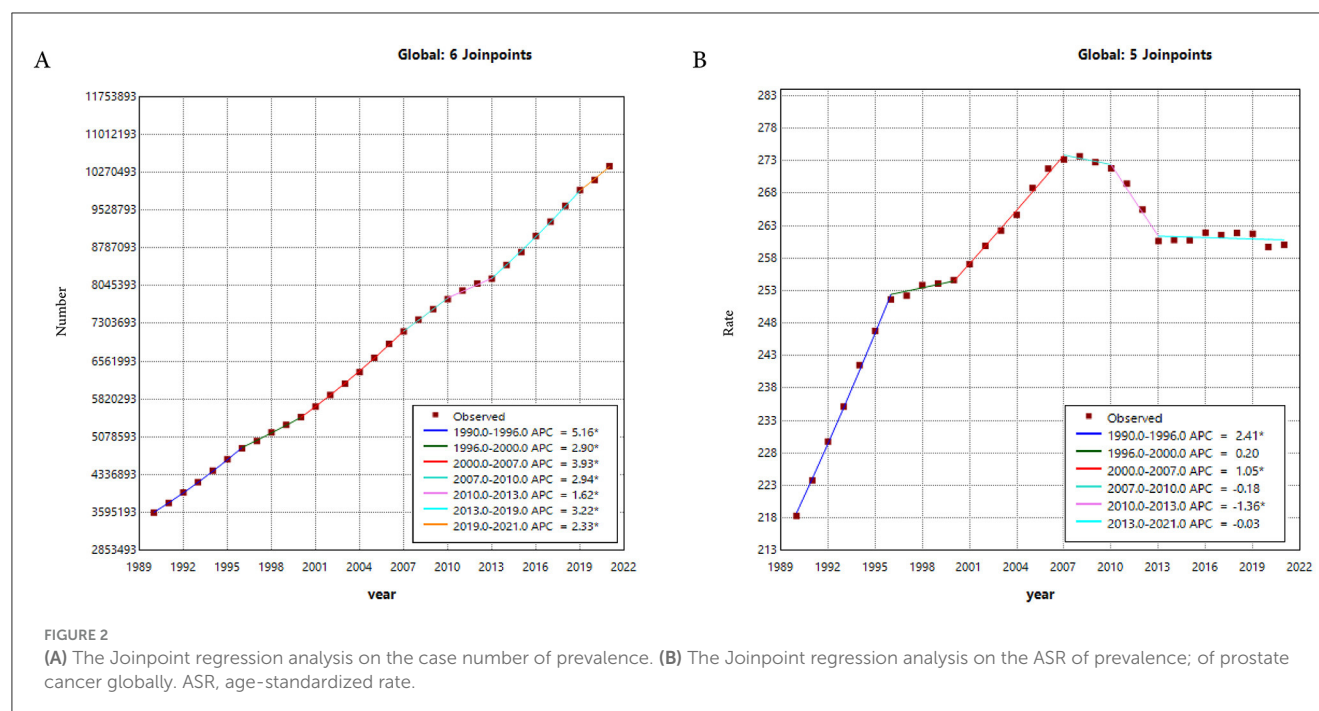 A
Global: 6 Joinpoints
11753893
11012193
10270493
9528793
8787093
8045393
7303693
6561993
5820293
5078593
4336893
3595193
2853493
Number
1989 1992 1995 1998 2001 2004 2007 2010 2013 2016 2019 2022
vear
Observed
1990.0-1996.0 APC = 5.16*
1996.0-2000.0 APC = 2.90*
2000.0-2007.0 APC = 3.93*
2007.0-2010.0 APC = 2.94*
2010.0-2013.0 APC = 1.62*
2013.0-2019.0 APC = 3.22*
2019.0-2021.0 APC = 2.33*
B
Global: 5 Joinpoints
283
278
273
268
263
258
253
248
243
238
233
228
223
218
213
Rate
1989 1992 1995 1998 2001 2004 2007 2010 2013 2016 2019 2022
year
Observed
1990.0-1996.0 APC = 2.41*
1996.0-2000.0 APC = 0.20
2000.0-2007.0 APC = 1.05*
2007.0-2010.0 APC = -0.18
2010.0-2013.0 APC = -1.36*
2013.0-2021.0 APC = -0.03
FIGURE 2
(A) The Joinpoint regression analysis on the case number of prevalence. (B) The Joinpoint regression analysis on the ASR of prevalence; of prostate
cancer globally. ASR, age-standardized rate.